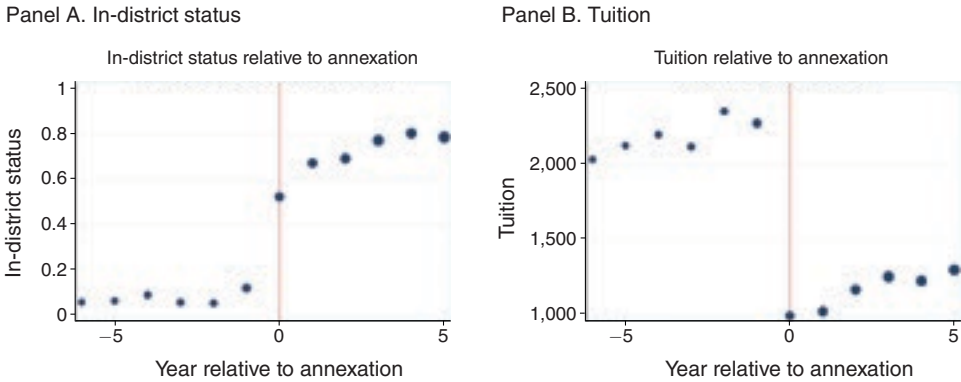 Panel A. In-district status
In-district status relative to annexation
In-district status
1
0.8
0.6
0.4
0.2
0
−5
0
5
Year relative to annexation
Panel B. Tuition
Tuition relative to annexation
Tuition
2,500
2,000
1,500
1,000
−5
0
5
Year relative to annexation